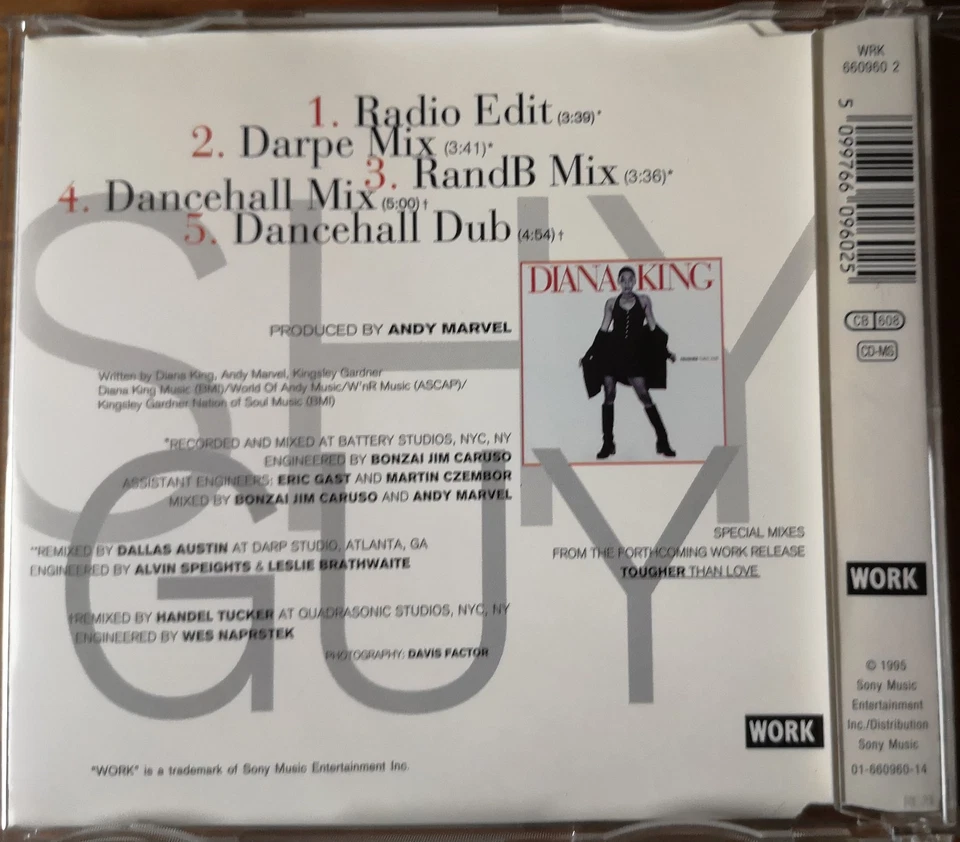 1. Radio Edit (3:39)*
2. Darpe Mix (3:41)*
3. RandB Mix (3:36)*
4. Dancehall Mix (5:00)†
5. Dancehall Dub (4:54)†
SHY
GUY
DIANA KING
PRODUCED BY ANDY MARVEL
Written by Diana King, Andy Marvel, Kingsley Gardner
Diana King Music (BMI)/World Of Andy Music/W'nR Music (ASCAP)/
Kingsley Gardner Nation of Soul Music (BMI)
*RECORDED AND MIXED AT BATTERY STUDIOS, NYC, NY
ENGINEERED BY BONZAI JIM CARUSO
ASSISTANT ENGINEERS: ERIC GAST AND MARTIN CZEMBOR
MIXED BY BONZAI JIM CARUSO AND ANDY MARVEL
**REMIXED BY DALLAS AUSTIN AT DARP STUDIO, ATLANTA, GA
ENGINEERED BY ALVIN SPEIGHTS & LESLIE BRATHWAITE
†REMIXED BY HANDEL TUCKER AT QUADRASONIC STUDIOS, NYC, NY
ENGINEERED BY WES NAPRSTEK
PHOTOGRAPHY: DAVIS FACTOR
SPECIAL MIXES
FROM THE FORTHCOMING WORK RELEASE
TOUGHER THAN LOVE
WORK
"WORK" is a trademark of Sony Music Entertainment Inc.
WRK
660960 2
5 099766 096025
CB 608
CD-MS
WORK
© 1995
Sony Music
Entertainment
Inc./Distribution
Sony Music
01-660960-14